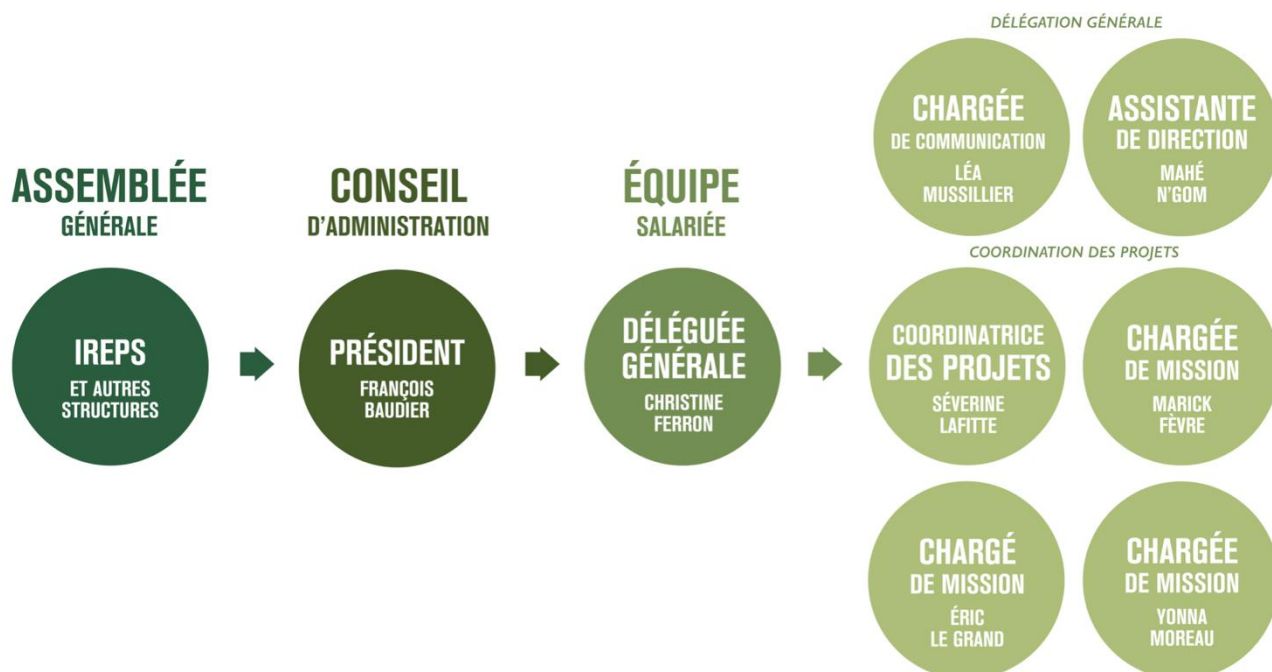 ASSEMBLÉE
GÉNÉRALE
IREPS
ET AUTRES
STRUCTURES
CONSEIL
D'ADMINISTRATION
PRÉSIDENT
FRANÇOIS
BAUDIER
ÉQUIPE
SALARIÉE
DÉLÉGUÉE
GÉNÉRALE
CHRISTINE
FERRON
DÉLÉGATION GÉNÉRALE
CHARGÉE
DE COMMUNICATION
LÉA
MUSSILLIER
ASSISTANTE
DE DIRECTION
MAHÉ
N'GOM
COORDINATION DES PROJETS
COORDINATRICE
DES PROJETS
SÉVERINE
LAFITTE
CHARGÉE
DE MISSION
MARICK
FÈVRE
CHARGÉ
DE MISSION
ÉRIC
LE GRAND
CHARGÉE
DE MISSION
YONNA
MOREAU